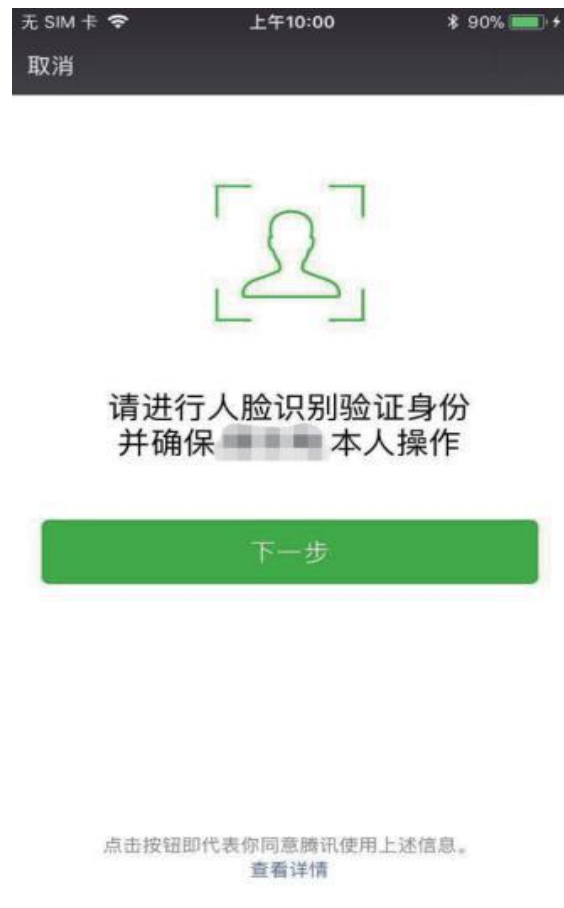 无 SIM 卡 上午10:00 90%
取消
请进行人脸识别验证身份
并确保 本人操作
下一步
点击按钮即代表你同意腾讯使用上述信息。
查看详情